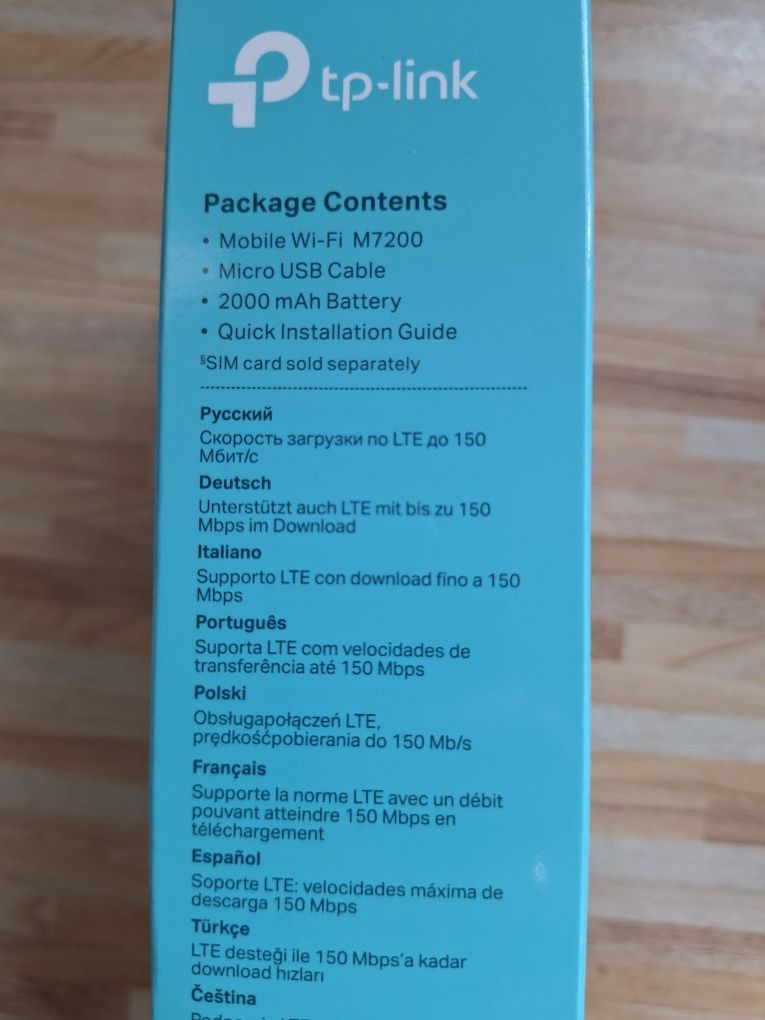 tp-link
Package Contents
• Mobile Wi-Fi M7200
• Micro USB Cable
• 2000 mAh Battery
• Quick Installation Guide
§SIM card sold separately
Русский
Скорость загрузки по LTE до 150
Мбит/с
Deutsch
Unterstützt auch LTE mit bis zu 150
Mbps im Download
Italiano
Supporto LTE con download fino a 150
Mbps
Português
Suporta LTE com velocidades de
transferência até 150 Mbps
Polski
Obsługapołączeń LTE,
prędkośćpobierania do 150 Mb/s
Français
Supporte la norme LTE avec un débit
pouvant atteindre 150 Mbps en
téléchargement
Español
Soporte LTE: velocidades máxima de
descarga 150 Mbps
Türkçe
LTE desteği ile 150 Mbps'a kadar
download hızları
Čeština